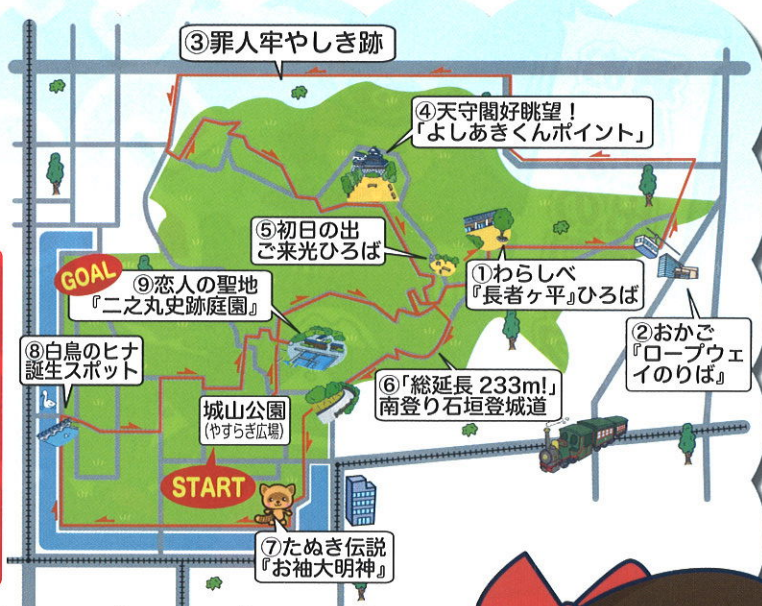 ③罪人牢やしき跡
④天守閣好眺望！
「よしあきくんポイント」
⑤初日の出
ご来光ひろば
①わらしべ
『長者ヶ平』ひろば
GOAL
⑨恋人の聖地
『二之丸史跡庭園』
②おかご
『ロープウェ
イのりば』
⑧白鳥のヒナ
誕生スポット
⑥「総延長 233m!」
南登り石垣登城道
城山公園
(やすらぎ広場)
START
⑦たぬき伝説
『お袖大明神』